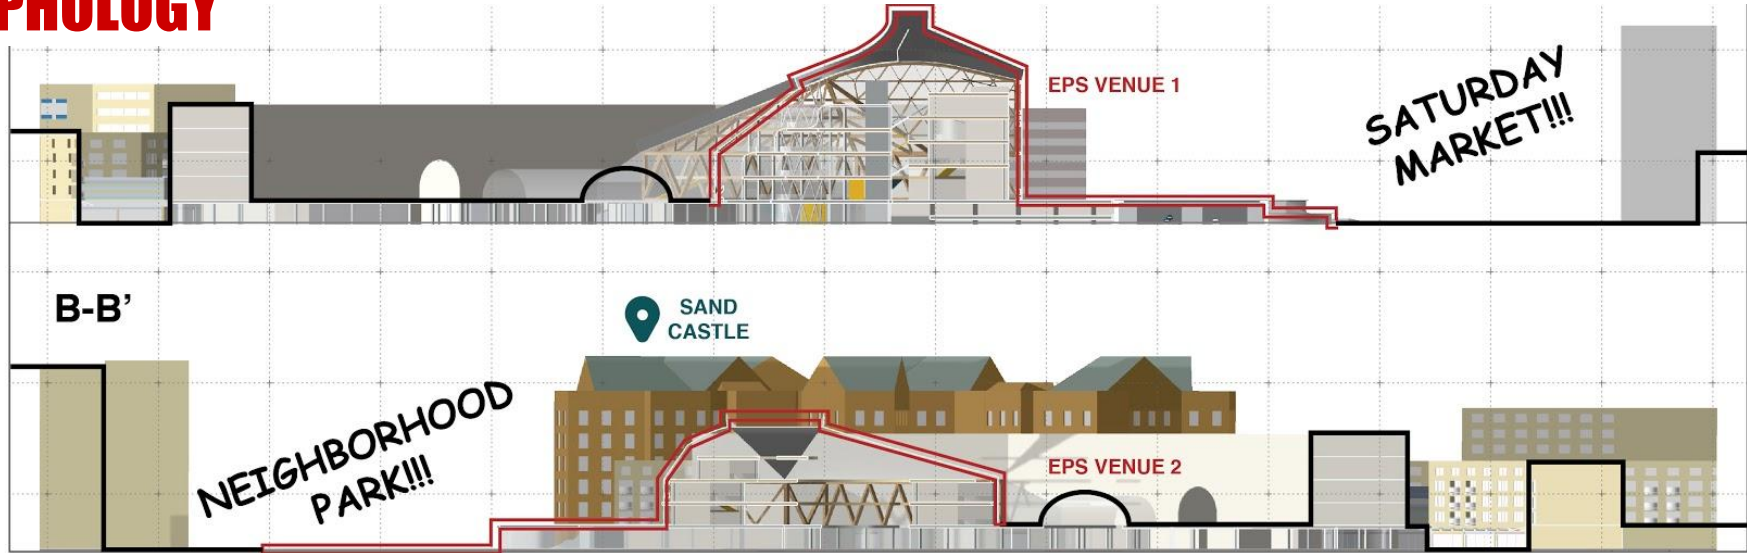 PHOLOGY
EPS VENUE 1
SATURDAY
MARKET!!!
B-B’
SAND
CASTLE
NEIGHBORHOOD
PARK!!!
EPS VENUE 2